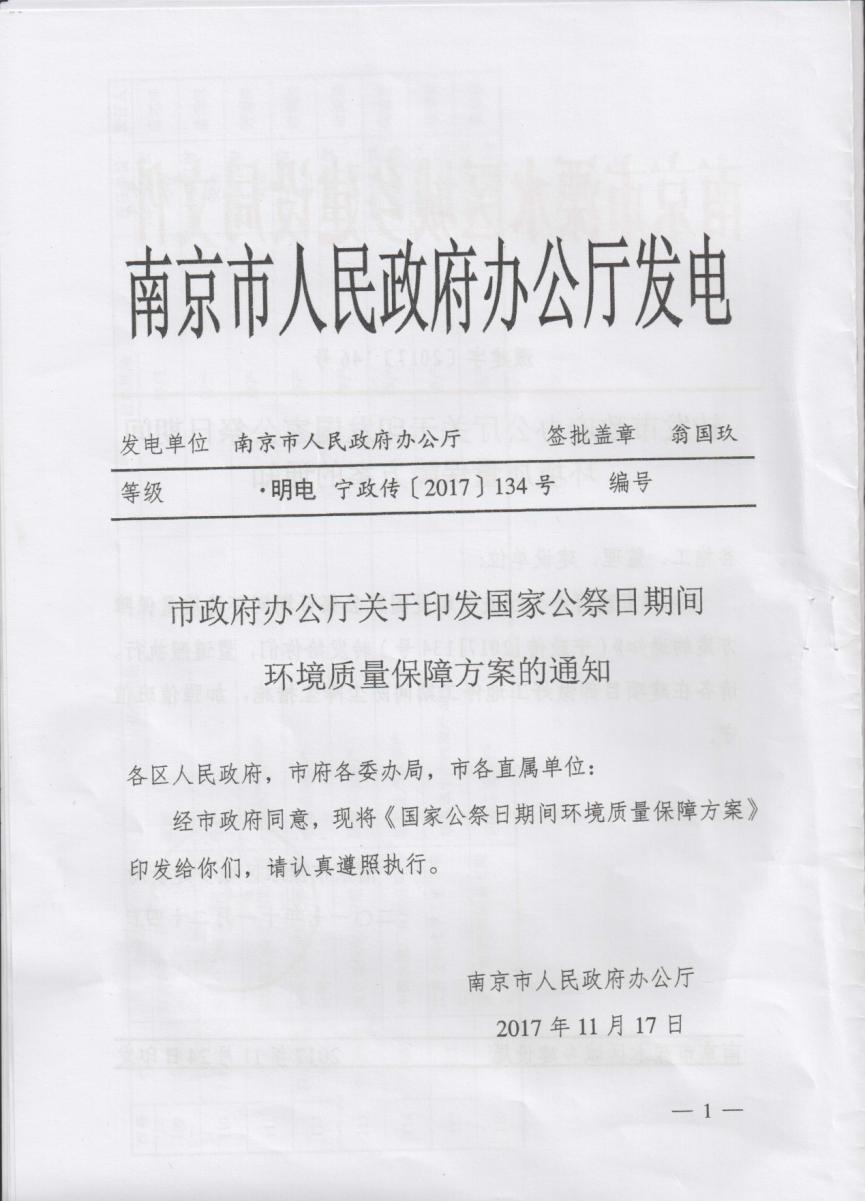 南京市人民政府办公厅发电
发电单位 南京市人民政府办公厅 签批盖章 翁国玖
等级 ·明电 宁政传〔2017〕134号 编号
市政府办公厅关于印发国家公祭日期间
环境质量保障方案的通知
各区人民政府，市府各委办局，市各直属单位：
经市政府同意，现将《国家公祭日期间环境质量保障方案》
印发给你们，请认真遵照执行。
南京市人民政府办公厅
2017年11月17日
— 1 —